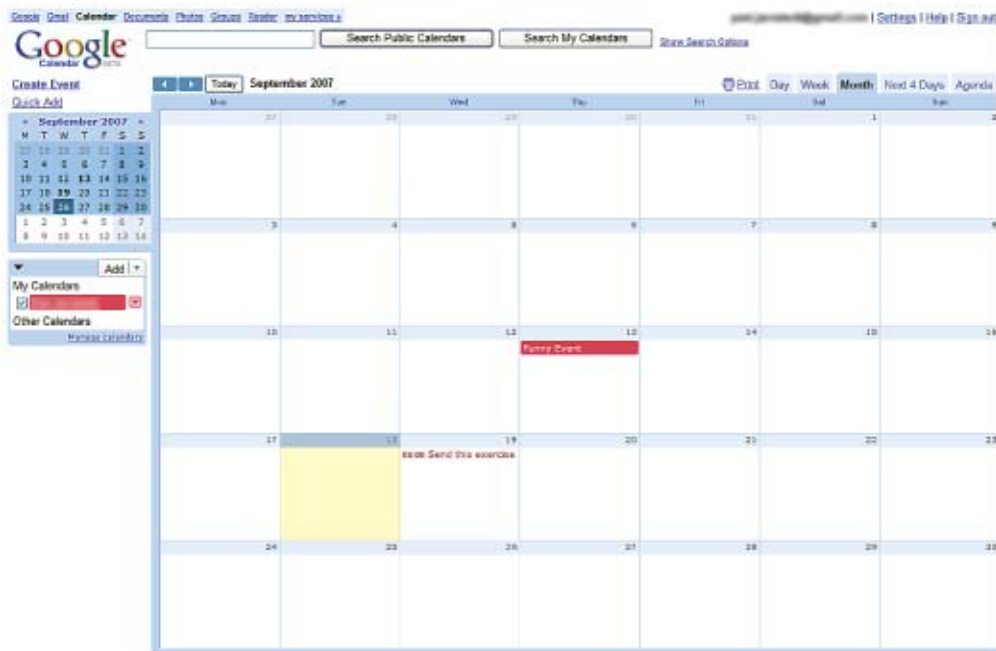 Google Gmail Calendar Documents Photos Groups Reader my services »
| Settings | Help | Sign out
Google
Calendar BETA
Search Public Calendars
Search My Calendars
Show Search Options
Create Event
Quick Add
Today
September 2007
Print
Day
Week
Month
Next 4 Days
Agenda
« September 2007 »
M T W T F S S
27 28 29 30 31 1 2
3 4 5 6 7 8 9
10 11 12 13 14 15 16
17 18 19 20 21 22 23
24 25 26 27 28 29 30
1 2 3 4 5 6 7
8 9 10 11 12 13 14
Add
My Calendars
Other Calendars
Manage calendars
Mon Tue Wed Thu Fri Sat Sun
27 28 29 30 31 1 2
3 4 5 6 7 8 9
10 11 12 13 14 15 16
Funny Event
17 18 19 20 21 22 23
Send this exercise
24 25 26 27 28 29 30